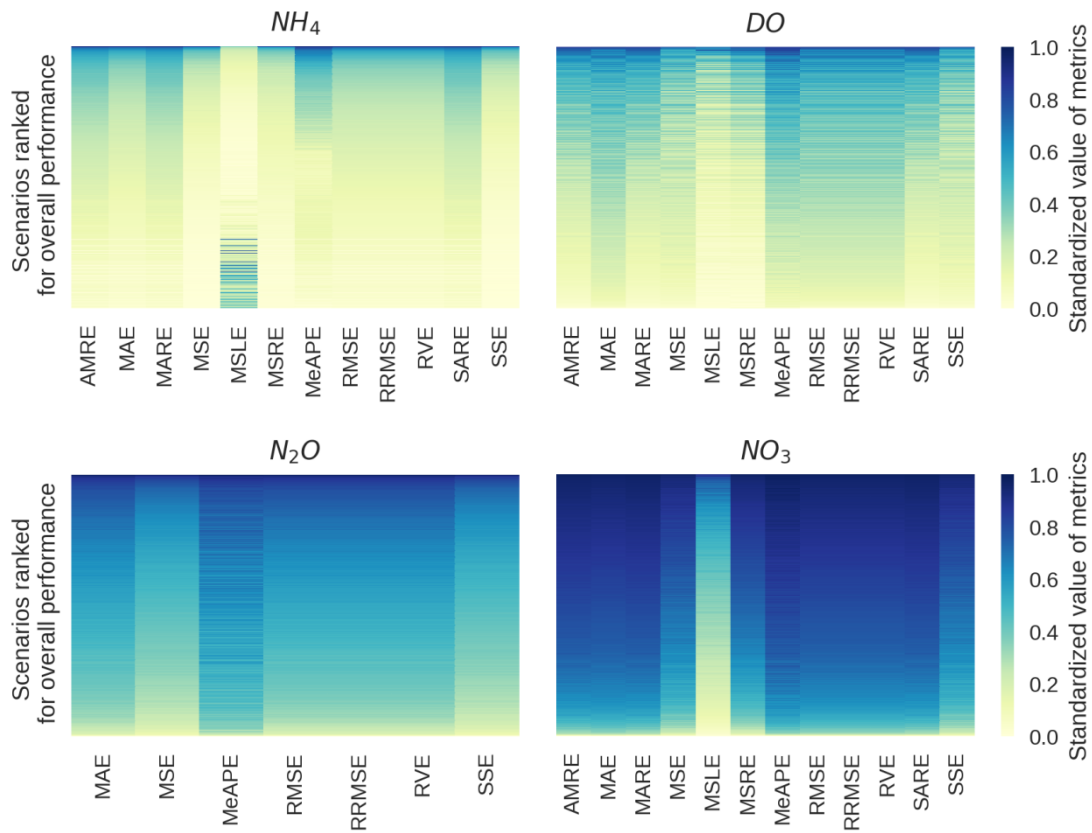 NH₄
DO
Scenarios ranked
for overall performance
1.0
0.8
0.6
0.4
0.2
0.0
Standardized value of metrics
AMRE
MAE
MARE
MSE
MSLE
MSRE
MeAPE
RMSE
RRMSE
RVE
SARE
SSE
AMRE
MAE
MARE
MSE
MSLE
MSRE
MeAPE
RMSE
RRMSE
RVE
SARE
SSE
N₂O
NO₃
Scenarios ranked
for overall performance
1.0
0.8
0.6
0.4
0.2
0.0
Standardized value of metrics
MAE
MSE
MeAPE
RMSE
RRMSE
RVE
SSE
AMRE
MAE
MARE
MSE
MSLE
MSRE
MeAPE
RMSE
RRMSE
RVE
SARE
SSE